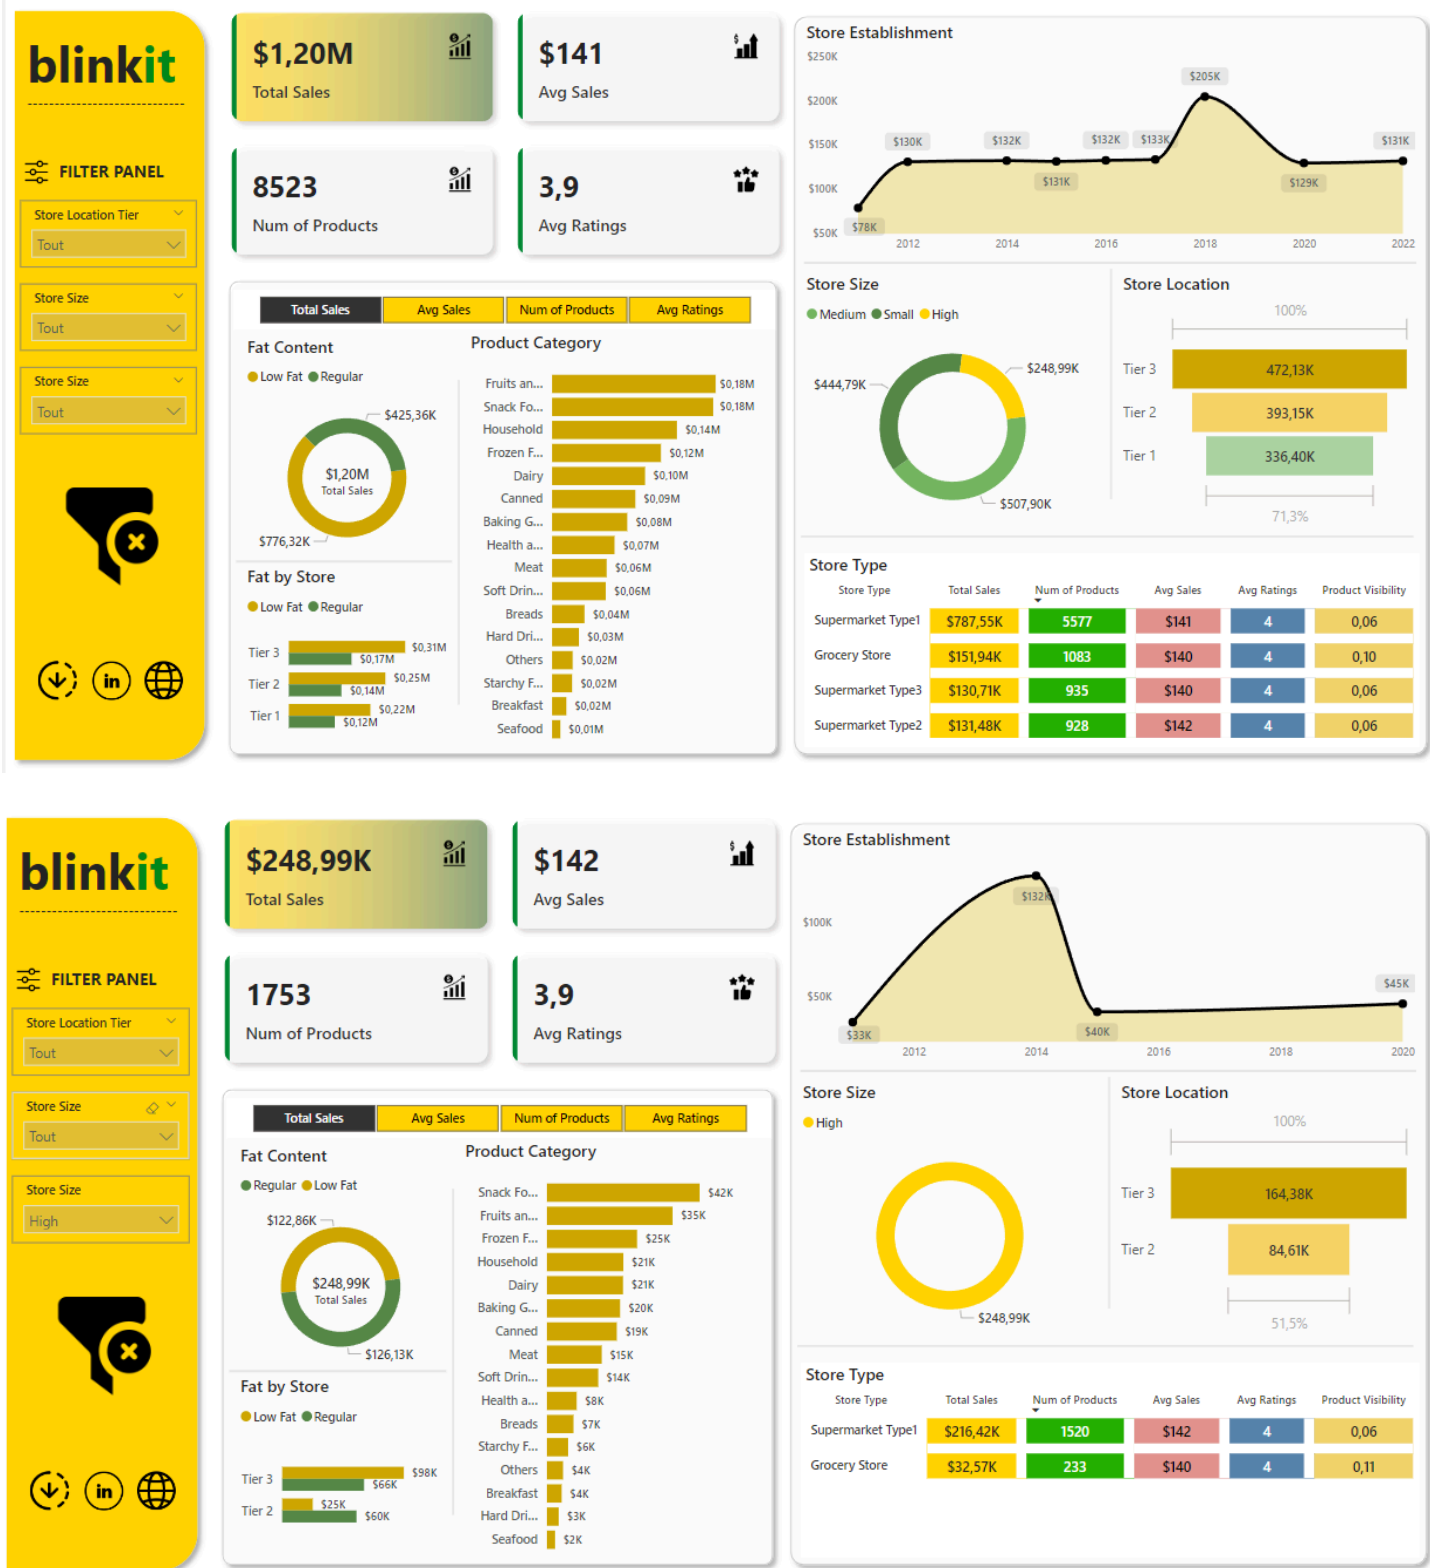 blinkit
FILTER PANEL
Store Location Tier
Tout
Store Size
Tout
Store Size
Tout
in
$1,20M
Total Sales
$141
Avg Sales
8523
Num of Products
3,9
Avg Ratings
Total Sales Avg Sales Num of Products Avg Ratings
Fat Content
Low Fat Regular
$425,36K
$1,20M
Total Sales
$776,32K
Fat by Store
Low Fat Regular
Tier 3 $0,31M
$0,17M
Tier 2 $0,25M
$0,14M
Tier 1 $0,22M
$0,12M
Product Category
Fruits an... $0,18M
Snack Fo... $0,18M
Household $0,14M
Frozen F... $0,12M
Dairy $0,10M
Canned $0,09M
Baking G... $0,08M
Health a... $0,07M
Meat $0,06M
Soft Drin... $0,06M
Breads $0,04M
Hard Dri... $0,03M
Others $0,02M
Starchy F... $0,02M
Breakfast $0,02M
Seafood $0,01M
Store Establishment
$250K
$200K
$150K
$100K
$50K
$78K $130K $132K $131K $132K $133K $205K $129K $131K
2012 2014 2016 2018 2020 2022
Store Size
Medium Small High
$248,99K
$444,79K
$507,90K
Store Location
100%
Tier 3 472,13K
Tier 2 393,15K
Tier 1 336,40K
71,3%
Store Type
Store Type Total Sales Num of Products Avg Sales Avg Ratings Product Visibility
Supermarket Type1 $787,55K 5577 $141 4 0,06
Grocery Store $151,94K 1083 $140 4 0,10
Supermarket Type3 $130,71K 935 $140 4 0,06
Supermarket Type2 $131,48K 928 $142 4 0,06
blinkit
FILTER PANEL
Store Location Tier
Tout
Store Size
Tout
Store Size
High
in
$248,99K
Total Sales
$142
Avg Sales
1753
Num of Products
3,9
Avg Ratings
Total Sales Avg Sales Num of Products Avg Ratings
Fat Content
Regular Low Fat
$122,86K
$248,99K
Total Sales
$126,13K
Fat by Store
Low Fat Regular
Tier 3 $98K
$66K
Tier 2 $25K
$60K
Product Category
Snack Fo... $42K
Fruits an... $35K
Frozen F... $25K
Household $21K
Dairy $21K
Baking G... $20K
Canned $19K
Meat $15K
Soft Drin... $14K
Health a... $8K
Breads $7K
Starchy F... $6K
Others $4K
Breakfast $4K
Hard Dri... $3K
Seafood $2K
Store Establishment
$100K
$50K
$33K $132K $40K $45K
2012 2014 2016 2018 2020
Store Size
High
$248,99K
Store Location
100%
Tier 3 164,38K
Tier 2 84,61K
51,5%
Store Type
Store Type Total Sales Num of Products Avg Sales Avg Ratings Product Visibility
Supermarket Type1 $216,42K 1520 $142 4 0,06
Grocery Store $32,57K 233 $140 4 0,11